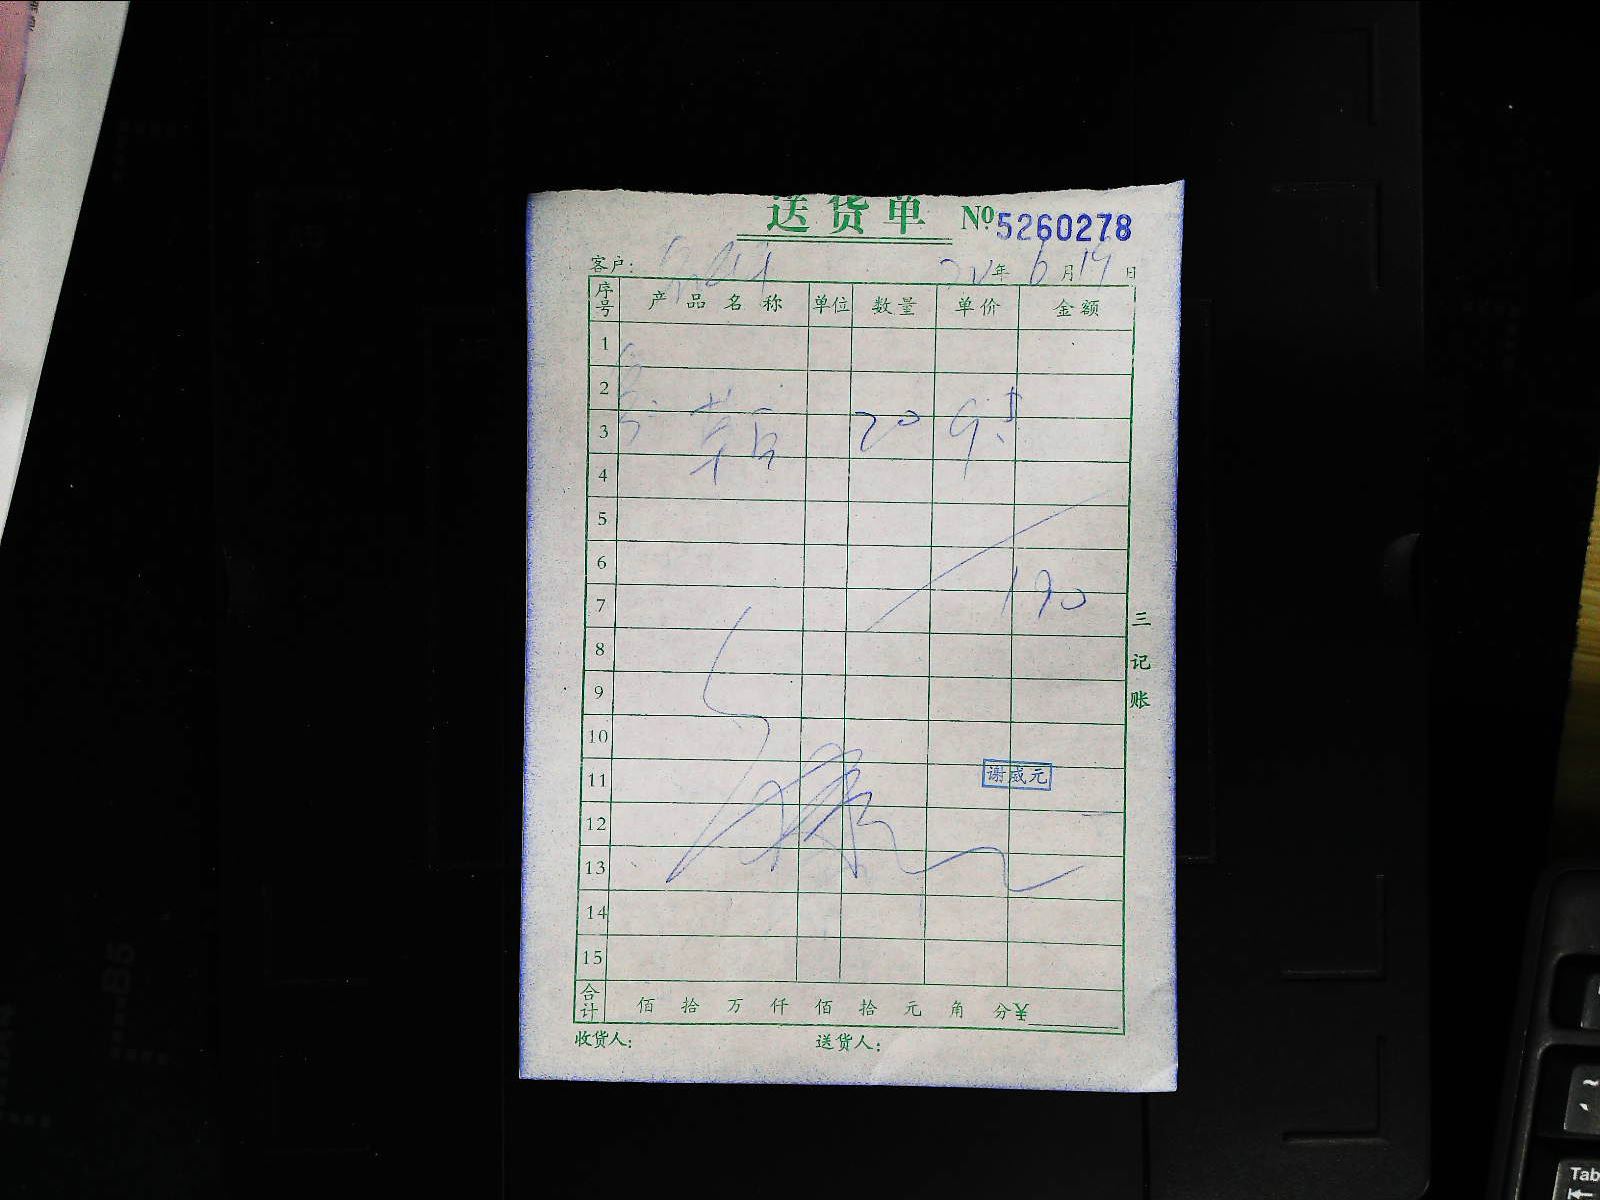 送货单 №5260278
客户： 年 6 月 14 日
序号 产品名称 单位 数量 单价 金额
1
2
3 20 9.5
4
5
6
7 190
8
9
10
11 谢威元
12
13
14
15
合计 佰 拾 万 仟 佰 拾 元 角 分 ¥
收货人： 送货人：
三记账
B5
~
Tab